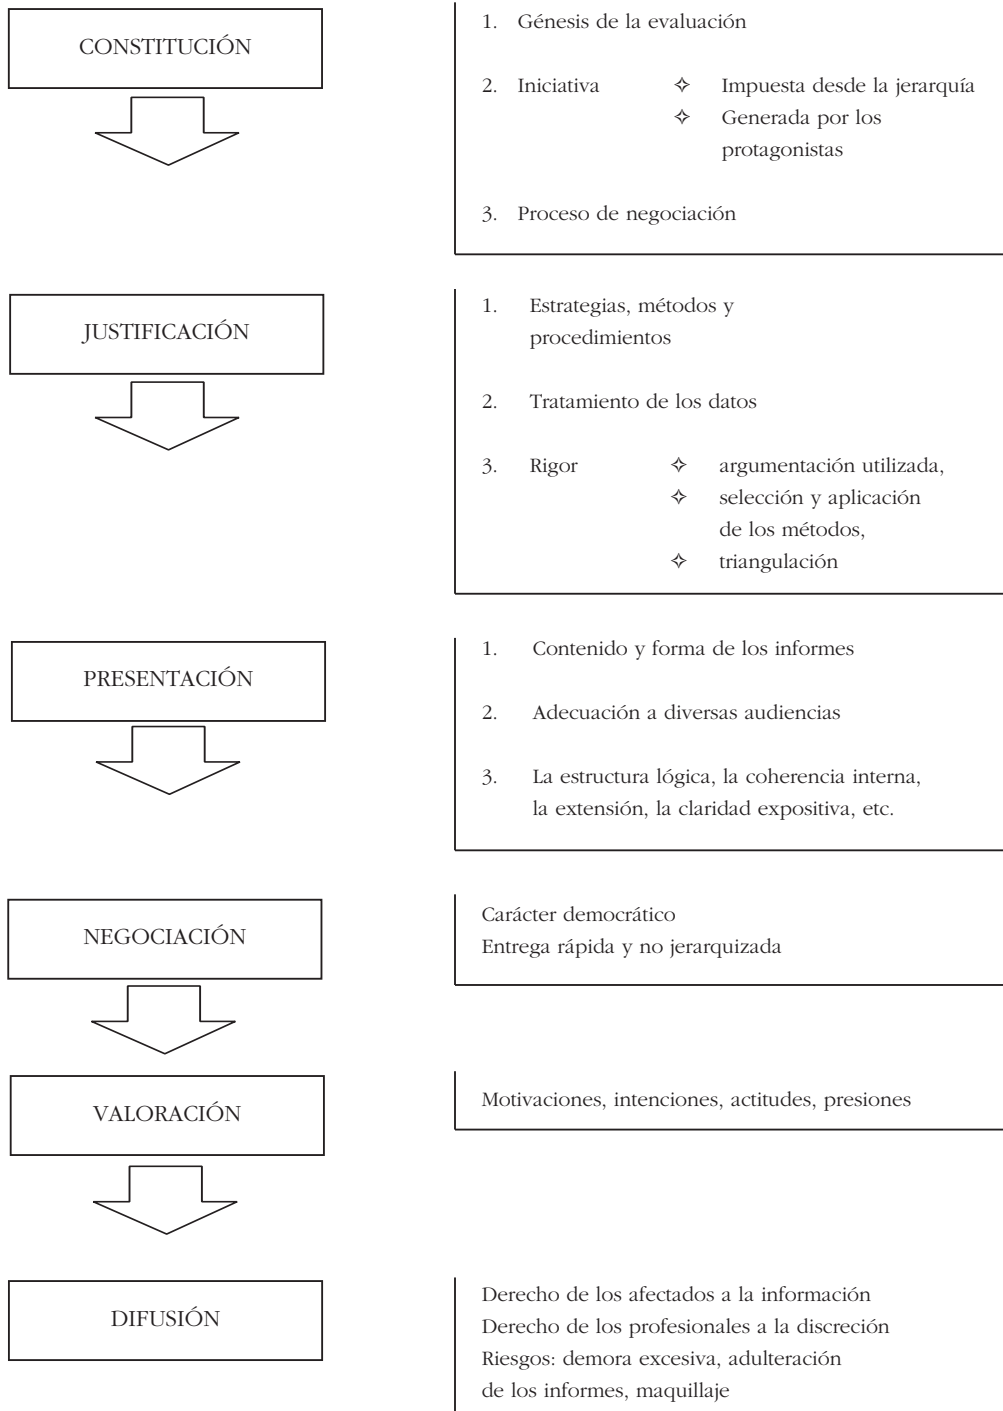 CONSTITUCIÓN
1. Génesis de la evaluación
2. Iniciativa ✧ Impuesta desde la jerarquía
✧ Generada por los
protagonistas
3. Proceso de negociación
JUSTIFICACIÓN
1. Estrategias, métodos y
procedimientos
2. Tratamiento de los datos
3. Rigor ✧ argumentación utilizada,
✧ selección y aplicación
de los métodos,
✧ triangulación
PRESENTACIÓN
1. Contenido y forma de los informes
2. Adecuación a diversas audiencias
3. La estructura lógica, la coherencia interna,
la extensión, la claridad expositiva, etc.
NEGOCIACIÓN
Carácter democrático
Entrega rápida y no jerarquizada
VALORACIÓN
Motivaciones, intenciones, actitudes, presiones
DIFUSIÓN
Derecho de los afectados a la información
Derecho de los profesionales a la discreción
Riesgos: demora excesiva, adulteración
de los informes, maquillaje